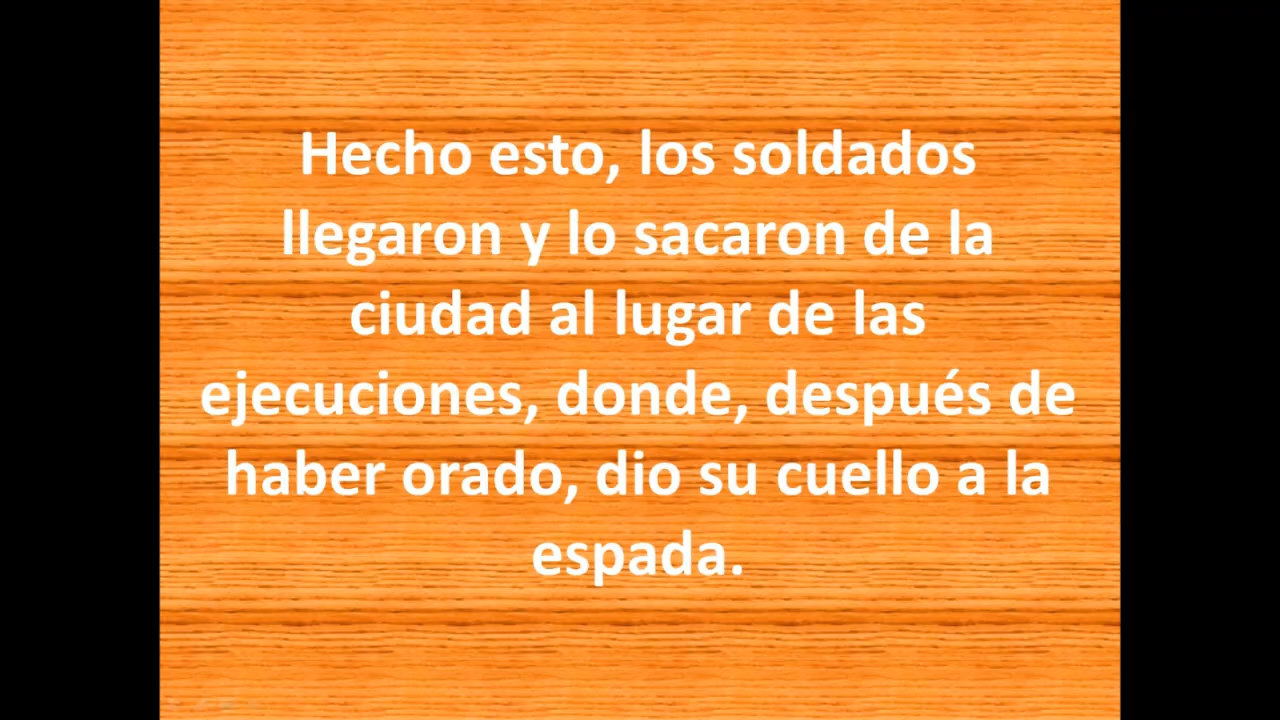 Hecho esto, los soldados
llegaron y lo sacaron de la
ciudad al lugar de las
ejecuciones, donde, después de
haber orado, dio su cuello a la
espada.